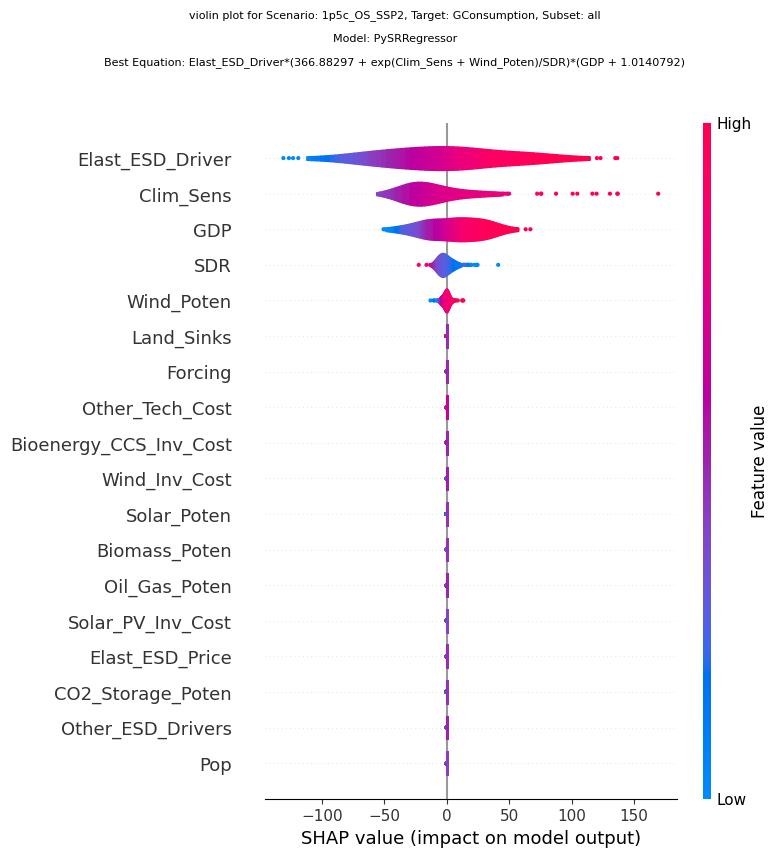 violin plot for Scenario: 1p5c_OS_SSP2, Target: GConsumption, Subset: all
Model: PySRRegressor
Best Equation: Elast_ESD_Driver*(366.88297 + exp(Clim_Sens + Wind_Poten)/SDR)*(GDP + 1.0140792)
High
Elast_ESD_Driver
Clim_Sens
GDP
SDR
Wind_Poten
Land_Sinks
Forcing
Other_Tech_Cost
Bioenergy_CCS_Inv_Cost
Wind_Inv_Cost
Solar_Poten
Biomass_Poten
Oil_Gas_Poten
Solar_PV_Inv_Cost
Elast_ESD_Price
CO2_Storage_Poten
Other_ESD_Drivers
Pop
Feature value
Low
−100 −50 0 50 100 150
SHAP value (impact on model output)